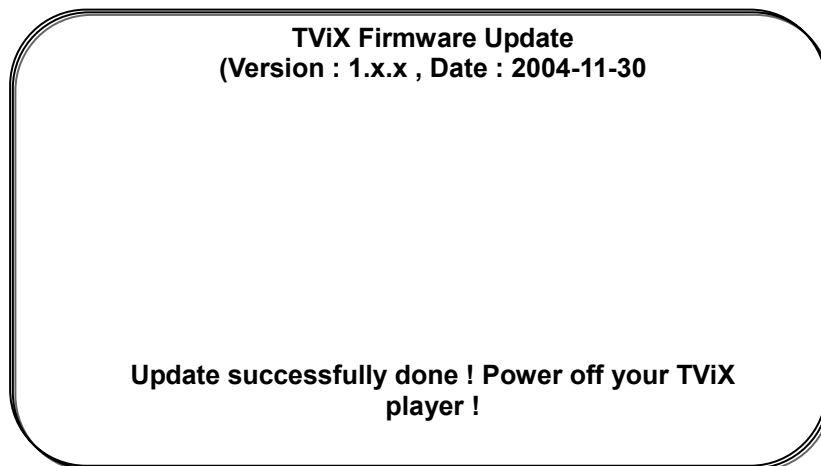 TViX Firmware Update
(Version : 1.x.x , Date : 2004-11-30
Update successfully done ! Power off your TViX
player !